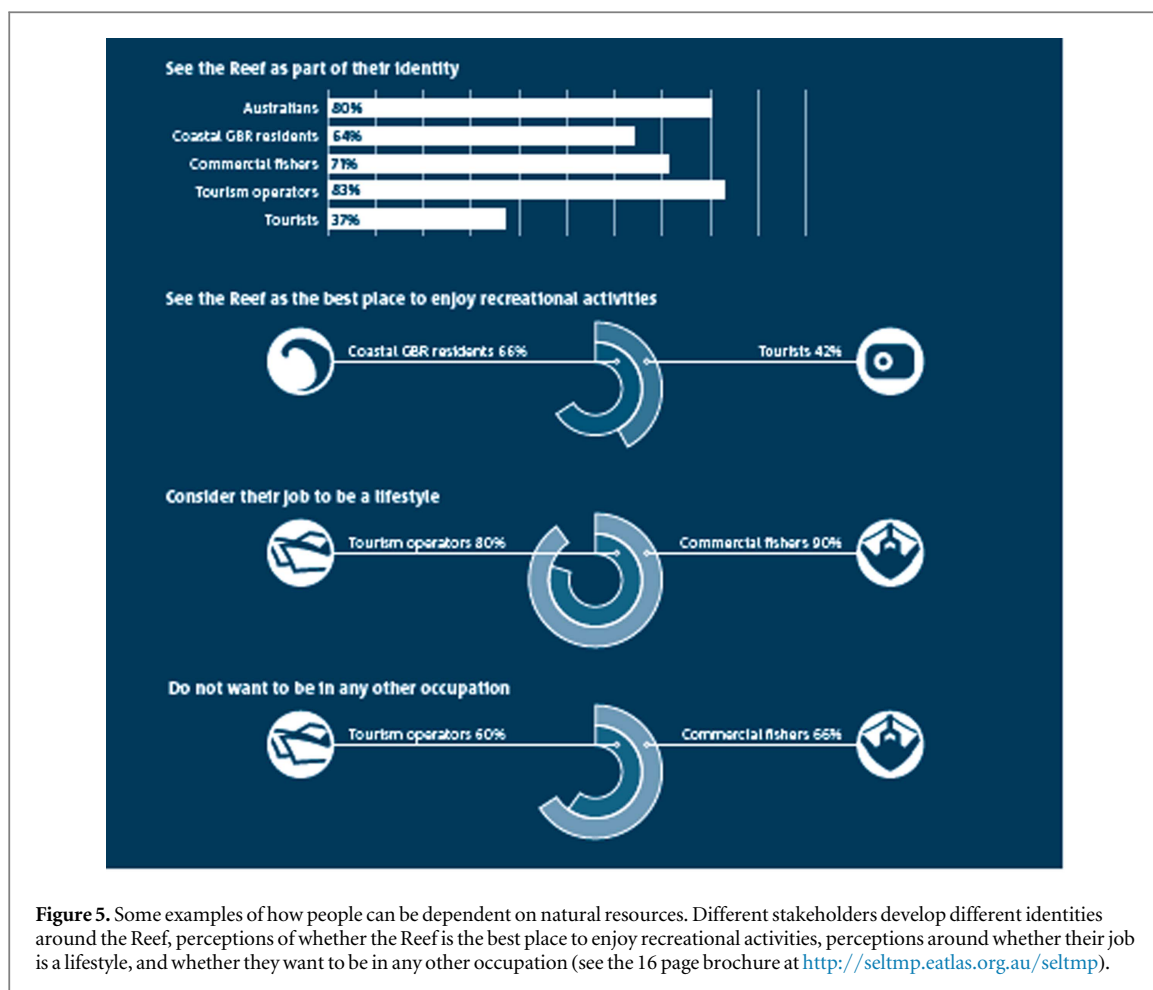 See the Reef as part of their identity
Australians 80%
Coastal GBR residents 64%
Commercial fishers 71%
Tourism operators 83%
Tourists 37%
See the Reef as the best place to enjoy recreational activities
Coastal GBR residents 66% Tourists 42%
Consider their job to be a lifestyle
Tourism operators 80% Commercial fishers 90%
Do not want to be in any other occupation
Tourism operators 60% Commercial fishers 66%
Figure 5. Some examples of how people can be dependent on natural resources. Different stakeholders develop different identities
around the Reef, perceptions of whether the Reef is the best place to enjoy recreational activities, perceptions around whether their job
is a lifestyle, and whether they want to be in any other occupation (see the 16 page brochure at http://seltmp.eatlas.org.au/seltmp).